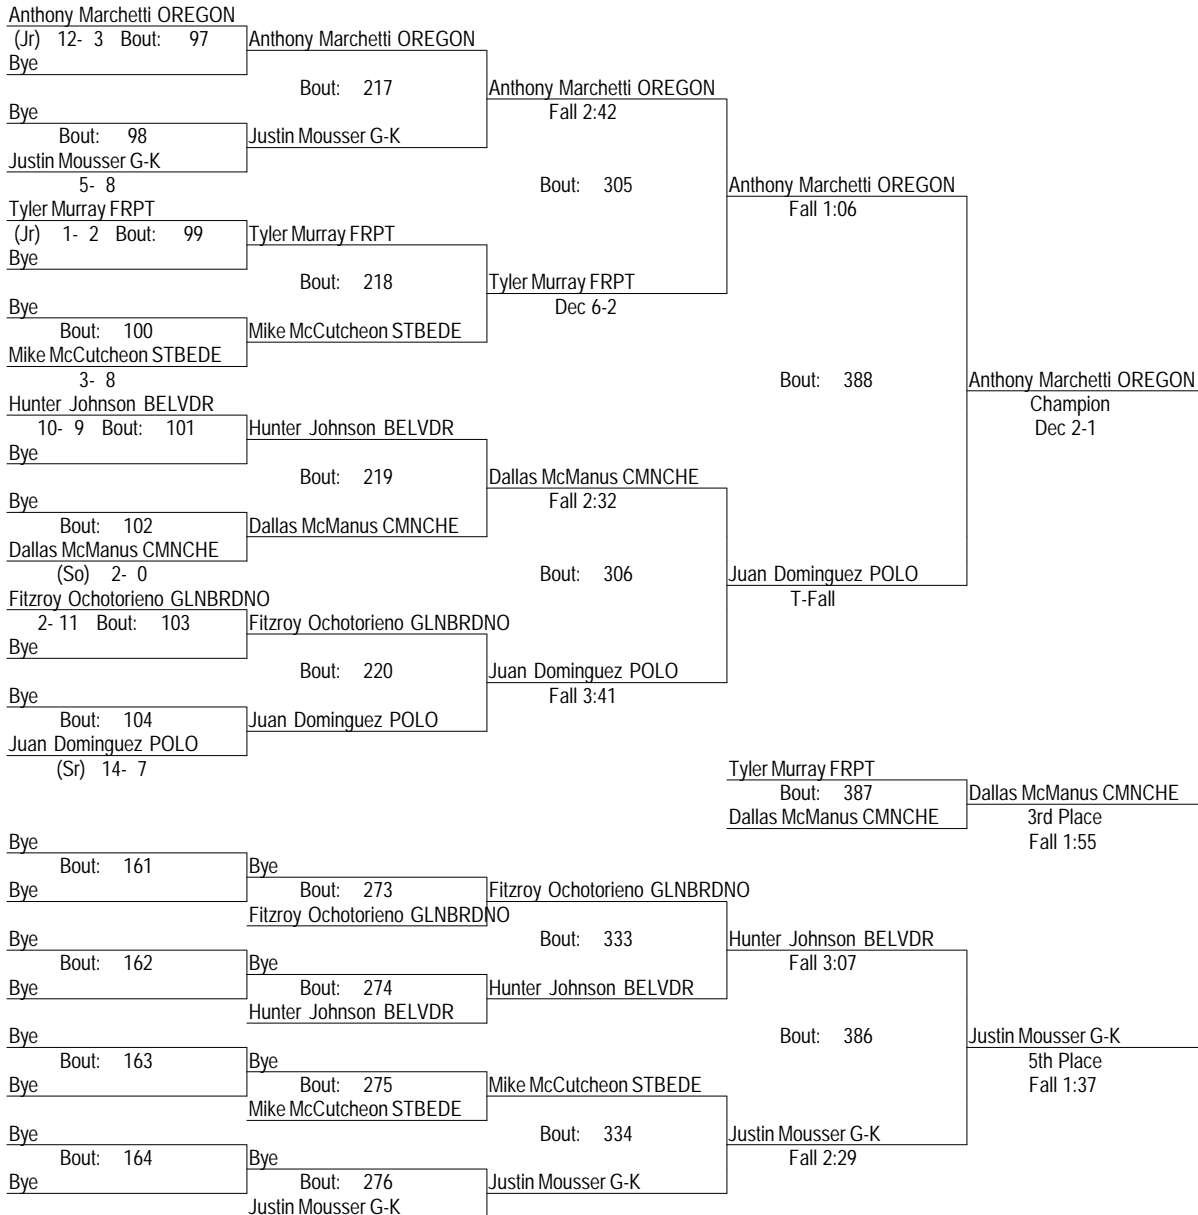 Anthony Marchetti OREGON
(Jr) 12- 3 Bout: 97 Anthony Marchetti OREGON
Bye
Bout: 217 Anthony Marchetti OREGON
Bye Fall 2:42
Bout: 98 Justin Mousser G-K
Justin Mousser G-K
5- 8 Bout: 305 Anthony Marchetti OREGON
Tyler Murray FRPT Fall 1:06
(Jr) 1- 2 Bout: 99 Tyler Murray FRPT
Bye
Bout: 218 Tyler Murray FRPT
Bye Dec 6-2
Bout: 100 Mike McCutcheon STBEDE
Mike McCutcheon STBEDE
3- 8 Bout: 388 Anthony Marchetti OREGON
Hunter Johnson BELVDR Champion
10- 9 Bout: 101 Hunter Johnson BELVDR Dec 2-1
Bye
Bout: 219 Dallas McManus CMNCHE
Bye Fall 2:32
Bout: 102 Dallas McManus CMNCHE
Dallas McManus CMNCHE
(So) 2- 0 Bout: 306 Juan Dominguez POLO
Fitzroy Ochotorieno GLNBRDNO T-Fall
2- 11 Bout: 103 Fitzroy Ochotorieno GLNBRDNO
Bye
Bout: 220 Juan Dominguez POLO
Bye Fall 3:41
Bout: 104 Juan Dominguez POLO
Juan Dominguez POLO
(Sr) 14- 7 Tyler Murray FRPT
Bout: 387 Dallas McManus CMNCHE
Dallas McManus CMNCHE 3rd Place
Bye Fall 1:55
Bout: 161 Bye
Bye Bout: 273 Fitzroy Ochotorieno GLNBRDNO
Fitzroy Ochotorieno GLNBRDNO
Bye Bout: 333 Hunter Johnson BELVDR
Bout: 162 Bye Fall 3:07
Bye Bout: 274 Hunter Johnson BELVDR
Hunter Johnson BELVDR
Bye Bout: 386 Justin Mousser G-K
Bout: 163 Bye 5th Place
Bye Bout: 275 Mike McCutcheon STBEDE Fall 1:37
Mike McCutcheon STBEDE
Bye Bout: 334 Justin Mousser G-K
Bout: 164 Bye Fall 2:29
Bye Bout: 276 Justin Mousser G-K
Justin Mousser G-K